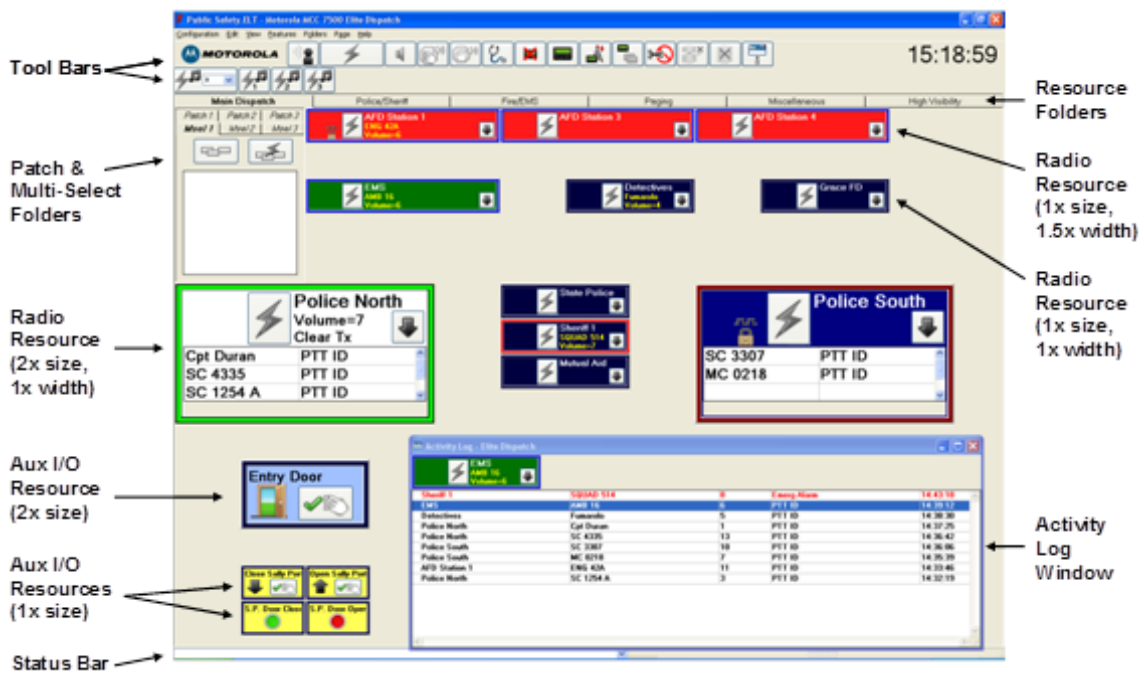 Public Safety ELT - Motorola MCC 7500 Elite Dispatch
Configuration Edit View Features Folders Page Help
MOTOROLA
15:18:59
Tool Bars
Main Dispatch Police/Sheriff Fire/EMS Paging Miscellaneous High Visibility
Resource
Folders
Patch 1 Patch 2 Patch 3
Msel 1 Msel 2 Msel 3
AFD Station 1
ENG 42A
Volume=6
AFD Station 3
AFD Station 4
Patch &
Multi-Select
Folders
Radio
Resource
(1x size,
1.5x width)
EMS
AMB 16
Volume=6
Detectives
Fumarolo
Volume=4
Grace FD
Radio
Resource
(2x size,
1x width)
Police North
Volume=7
Clear Tx
Cpt Duran PTT ID
SC 4335 PTT ID
SC 1254 A PTT ID
State Police
Sheriff 1
SQUAD 514
Volume=7
Mutual Aid
Police South
SC 3307 PTT ID
MC 0218 PTT ID
Radio
Resource
(1x size,
1x width)
Aux I/O
Resource
(2x size)
Entry Door
Activity Log - Elite Dispatch
EMS
AMB 16
Volume=6
Sheriff 1 SQUAD 514 8 Emerg Alarm 14:43:18
EMS AMB 16 6 PTT ID 14:39:12
Detectives Fumarolo 5 PTT ID 14:38:30
Police North Cpt Duran 1 PTT ID 14:37:25
Police North SC 4335 13 PTT ID 14:36:42
Police South SC 3307 10 PTT ID 14:36:06
Police South MC 0218 7 PTT ID 14:35:39
AFD Station 1 ENG 42A 11 PTT ID 14:33:46
Police North SC 1254 A 3 PTT ID 14:32:19
Activity
Log
Window
Aux I/O
Resources
(1x size)
Close Sally Port Open Sally Port
S.P. Door Close S.P. Door Open
Status Bar